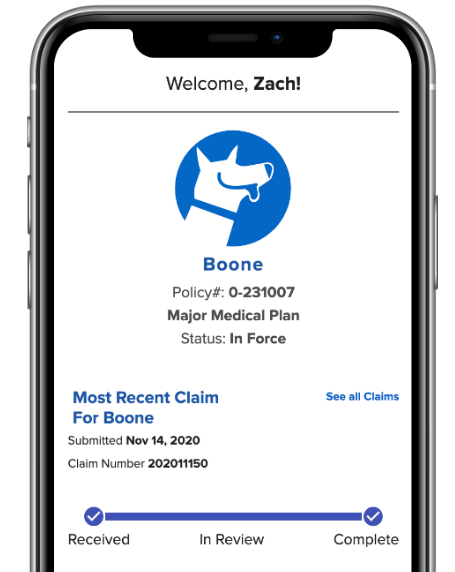 Welcome, Zach!
Boone
Policy#: 0-231007
Major Medical Plan
Status: In Force
Most Recent Claim
See all Claims
For Boone
Submitted Nov 14, 2020
Claim Number 202011150
Received In Review Complete